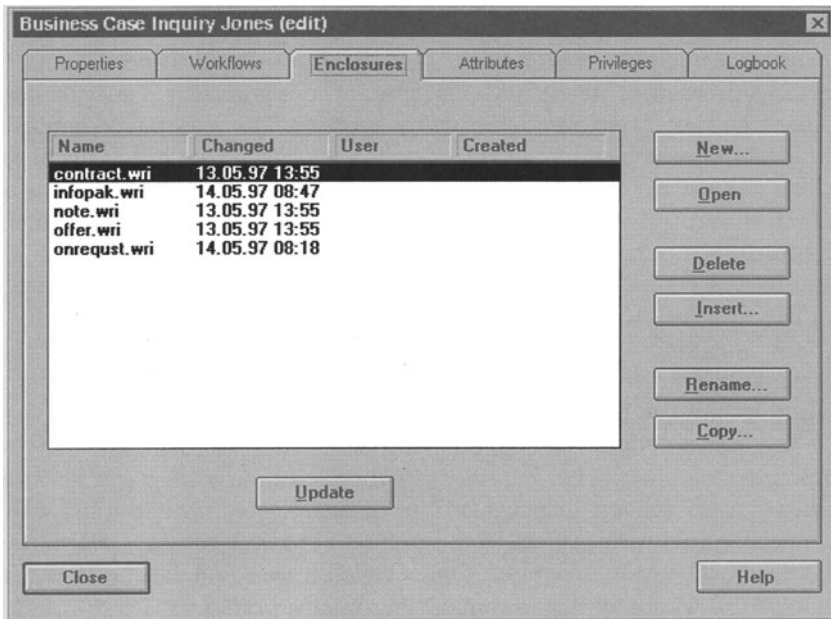 Business Case Inquiry Jones (edit)
Properties Workflows Enclosures Attributes Privileges Logbook
Name Changed User Created
contract.wri 13.05.97 13:55
infopak.wri 14.05.97 08:47
note.wri 13.05.97 13:55
offer.wri 13.05.97 13:55
onrequst.wri 14.05.97 08:18
New...
Open
Delete
Insert...
Rename...
Copy...
Update
Close Help